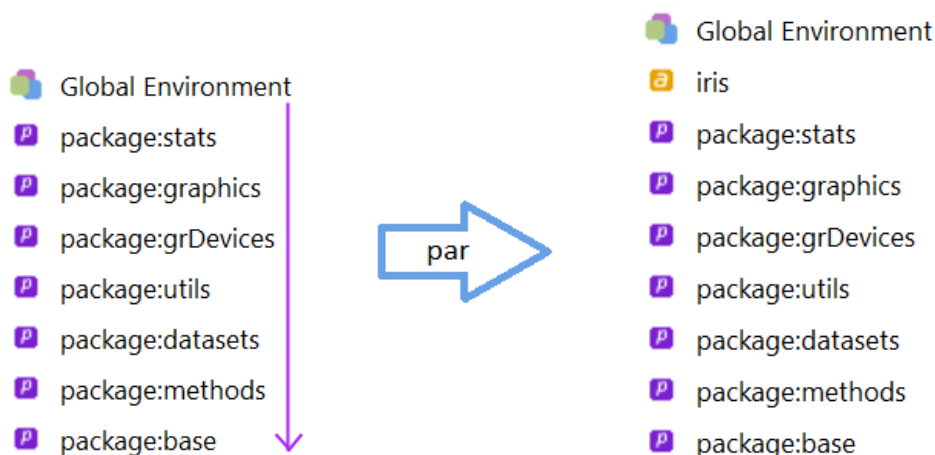 Global Environment
package:stats
package:graphics
package:grDevices
package:utils
package:datasets
package:methods
package:base
par
Global Environment
a iris
package:stats
package:graphics
package:grDevices
package:utils
package:datasets
package:methods
package:base